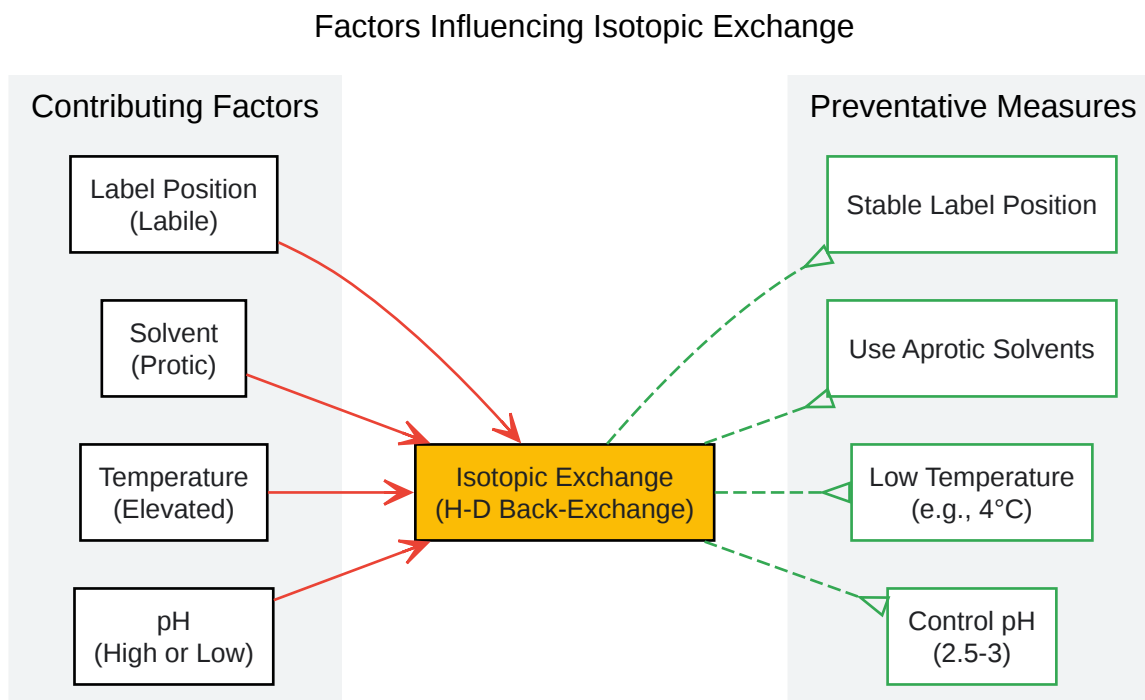 Factors Influencing Isotopic Exchange
Contributing Factors
Label Position
(Labile)
Solvent
(Protic)
Temperature
(Elevated)
pH
(High or Low)
Isotopic Exchange
(H-D Back-Exchange)
Preventative Measures
Stable Label Position
Use Aprotic Solvents
Low Temperature
(e.g., 4°C)
Control pH
(2.5-3)